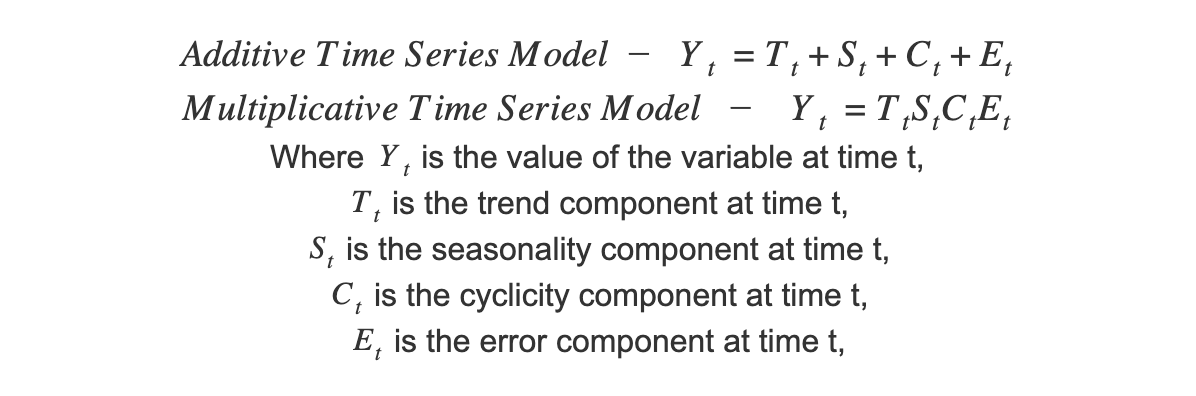 Additive Time Series Model − Y_t = T_t + S_t + C_t + E_t
Multiplicative Time Series Model − Y_t = T_tS_tC_tE_t
Where Y_t is the value of the variable at time t,
T_t is the trend component at time t,
S_t is the seasonality component at time t,
C_t is the cyclicity component at time t,
E_t is the error component at time t,